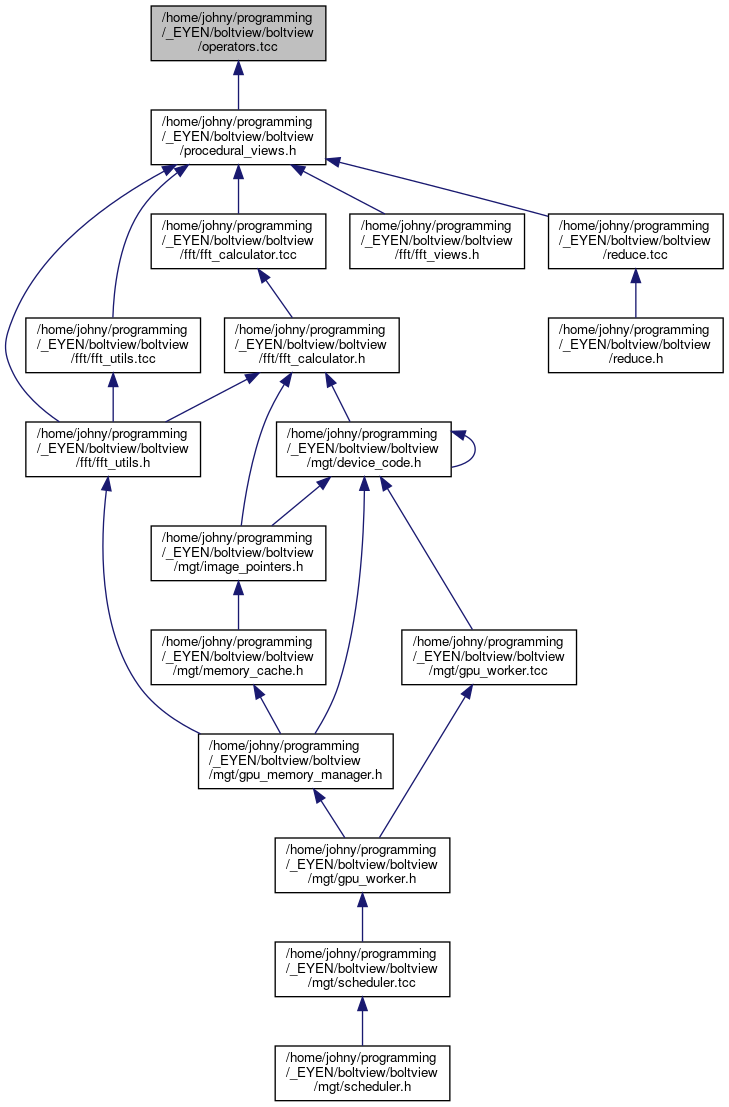 /home/johny/programming
/_EYEN/boltview/boltview
/operators.tcc
/home/johny/programming
/_EYEN/boltview/boltview
/procedural_views.h
/home/johny/programming
/_EYEN/boltview/boltview
/fft/fft_calculator.tcc
/home/johny/programming
/_EYEN/boltview/boltview
/fft/fft_views.h
/home/johny/programming
/_EYEN/boltview/boltview
/reduce.tcc
/home/johny/programming
/_EYEN/boltview/boltview
/fft/fft_utils.tcc
/home/johny/programming
/_EYEN/boltview/boltview
/fft/fft_calculator.h
/home/johny/programming
/_EYEN/boltview/boltview
/reduce.h
/home/johny/programming
/_EYEN/boltview/boltview
/fft/fft_utils.h
/home/johny/programming
/_EYEN/boltview/boltview
/mgt/device_code.h
/home/johny/programming
/_EYEN/boltview/boltview
/mgt/image_pointers.h
/home/johny/programming
/_EYEN/boltview/boltview
/mgt/memory_cache.h
/home/johny/programming
/_EYEN/boltview/boltview
/mgt/gpu_worker.tcc
/home/johny/programming
/_EYEN/boltview/boltview
/mgt/gpu_memory_manager.h
/home/johny/programming
/_EYEN/boltview/boltview
/mgt/gpu_worker.h
/home/johny/programming
/_EYEN/boltview/boltview
/mgt/scheduler.tcc
/home/johny/programming
/_EYEN/boltview/boltview
/mgt/scheduler.h